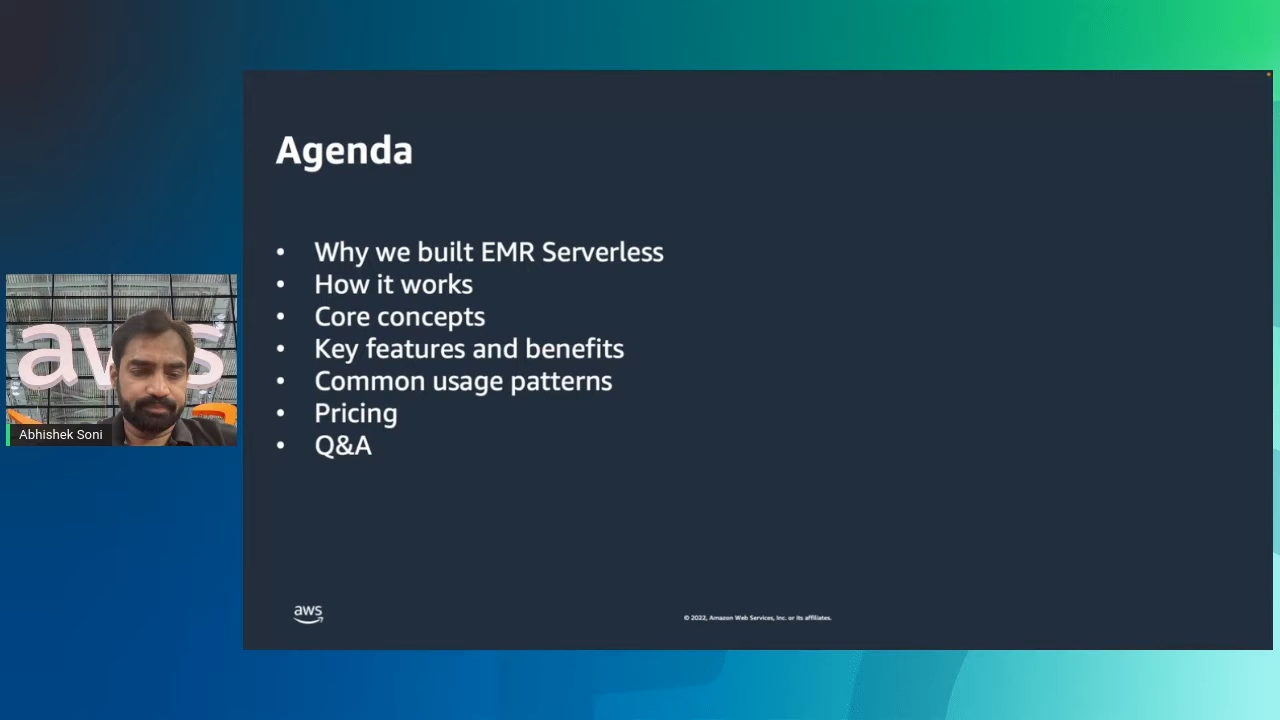 Agenda
• Why we built EMR Serverless
• How it works
• Core concepts
• Key features and benefits
• Common usage patterns
• Pricing
• Q&A
aws
Abhishek Soni
aws
© 2022, Amazon Web Services, Inc. or its affiliates.